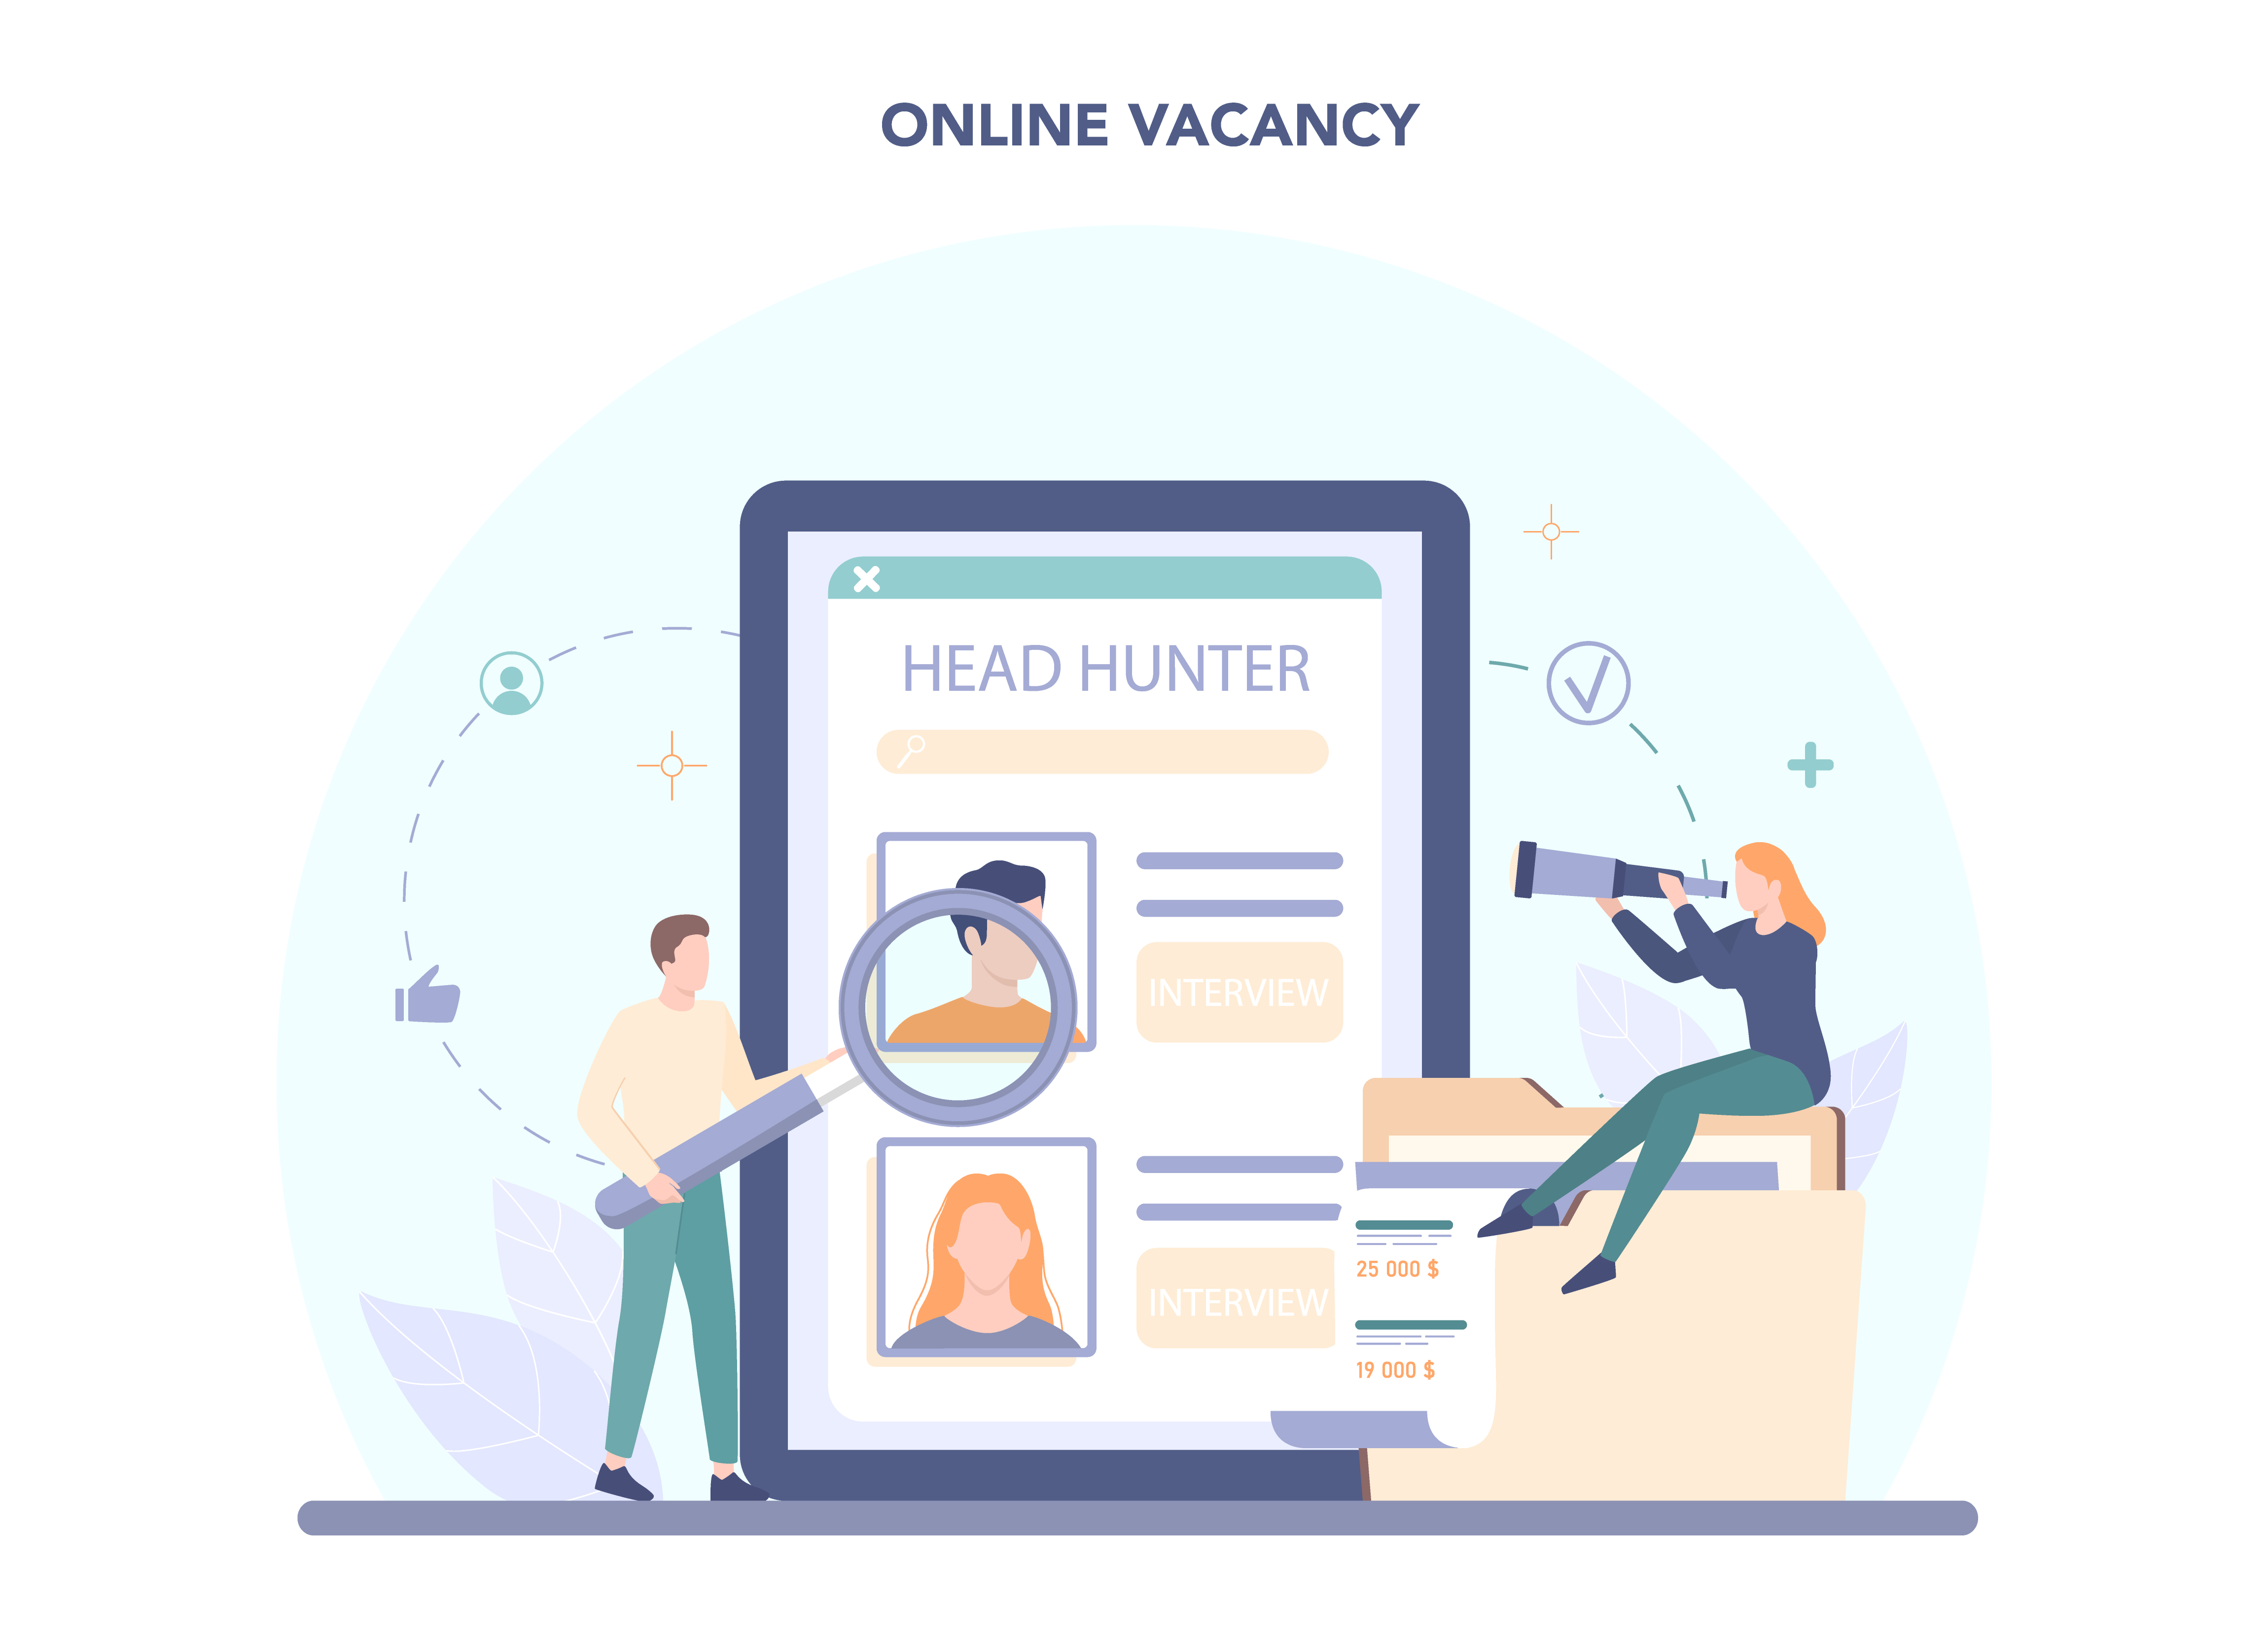 ONLINE VACANCY
HEAD HUNTER
INTERVIEW
INTERVIEW
25 000 $
19 000 $